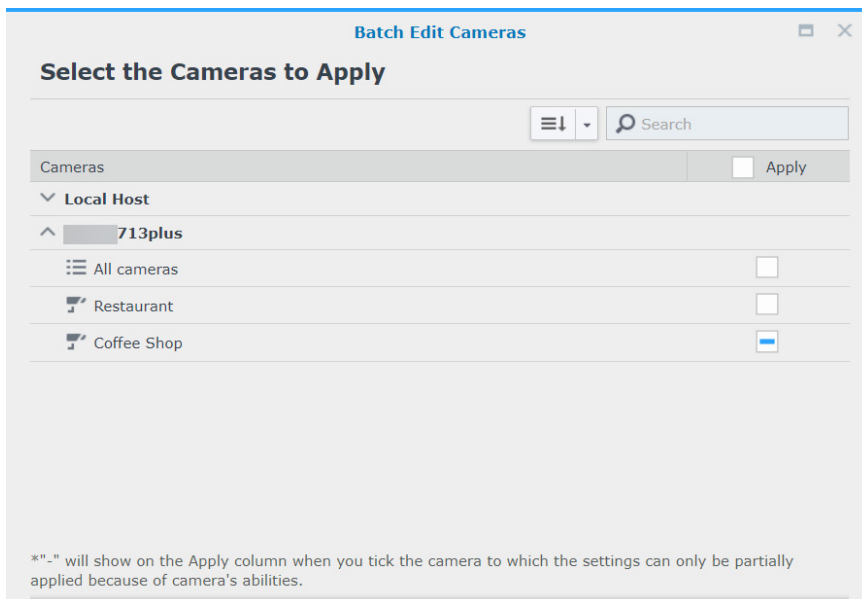 Batch Edit Cameras
Select the Cameras to Apply
Search
Cameras Apply
Local Host
713plus
All cameras
Restaurant
Coffee Shop
*"-" will show on the Apply column when you tick the camera to which the settings can only be partially
applied because of camera's abilities.